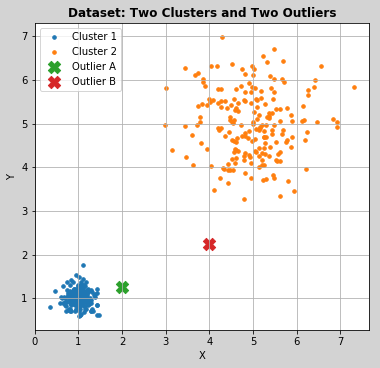 Dataset: Two Clusters and Two Outliers
Cluster 1
Cluster 2
Outlier A
Outlier B
Y
7
6
5
4
3
2
1
0 1 2 3 4 5 6 7
X